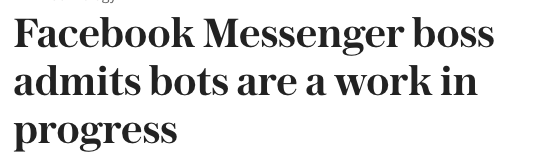 Facebook Messenger boss
admits bots are a work in
progress